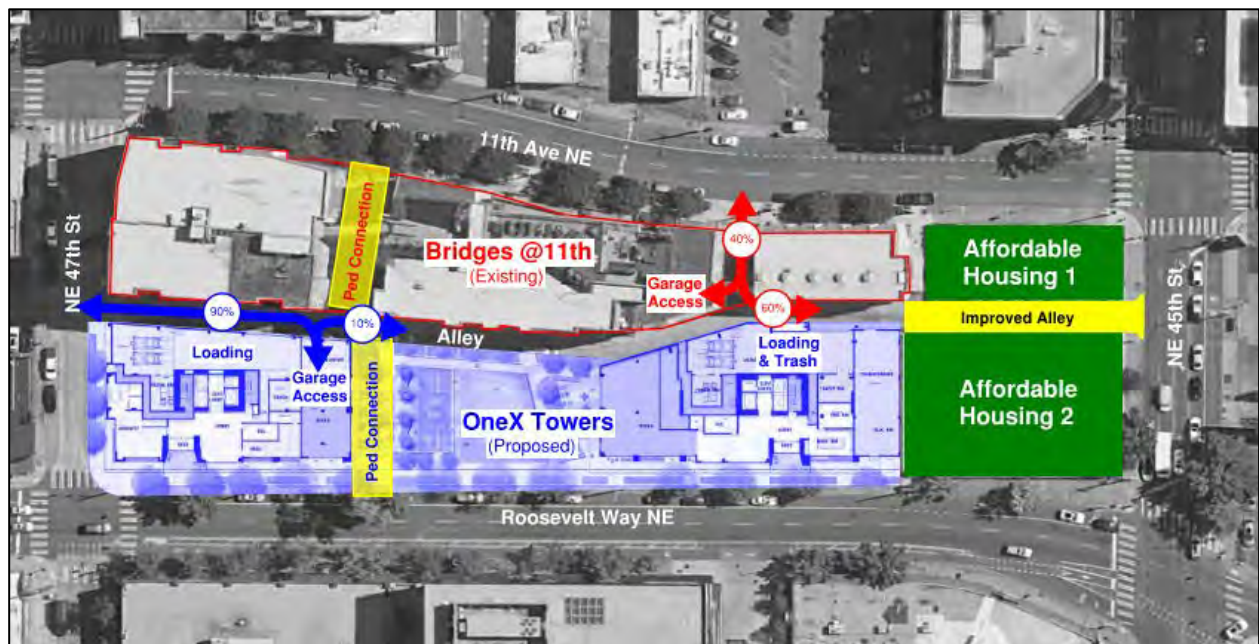 11th Ave NE
NE 47th St
Ped Connection
Bridges @11th
(Existing)
40%
Garage
Access
60%
Affordable
Housing 1
Improved Alley
NE 45th St
90%
10%
Alley
Loading
Garage
Access
Ped Connection
OneX Towers
(Proposed)
Loading
& Trash
Affordable
Housing 2
Roosevelt Way NE